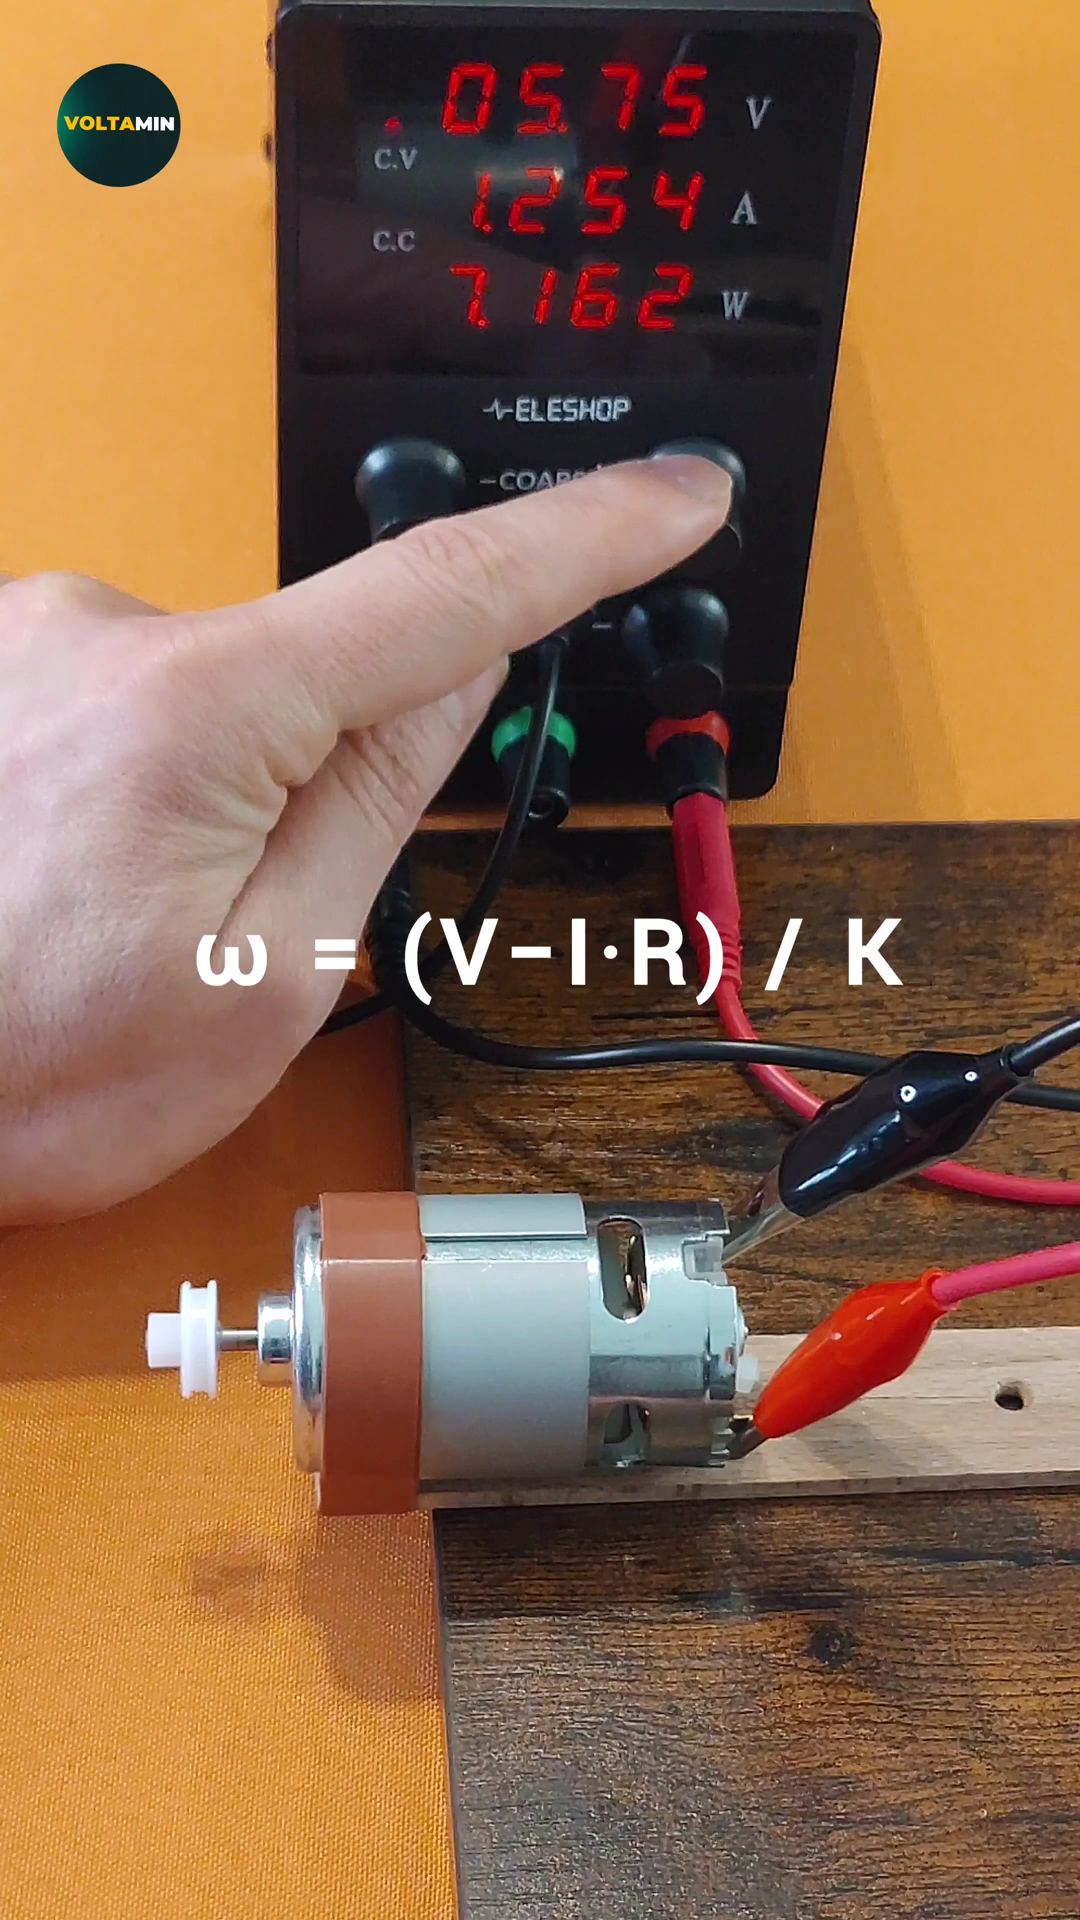 VOLTAMIN
05.75 V
C.V
1.254 A
C.C
7.162 W
ELESHOP
ω = (V-I·R) / K